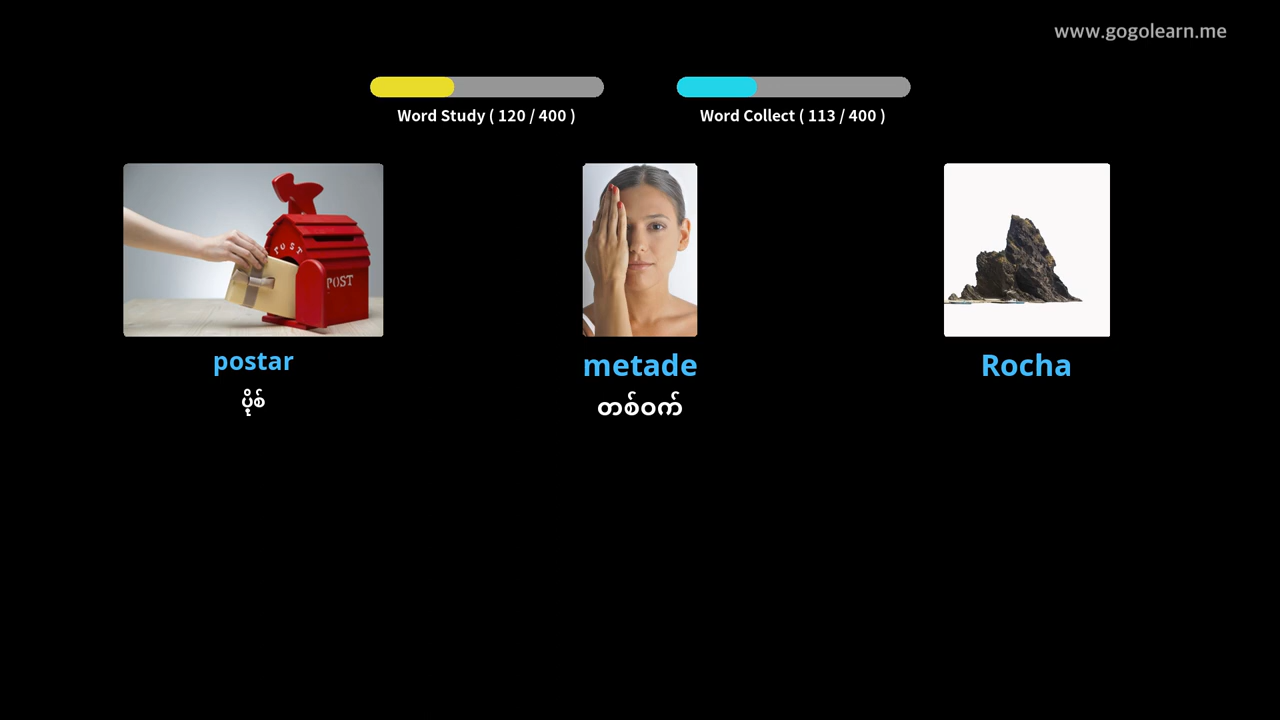 www.gogolearn.me
Word Study ( 120 / 400 )
Word Collect ( 113 / 400 )
POST
POST
postar
metade
Rocha
ပို့စ်
တစ်ဝက်